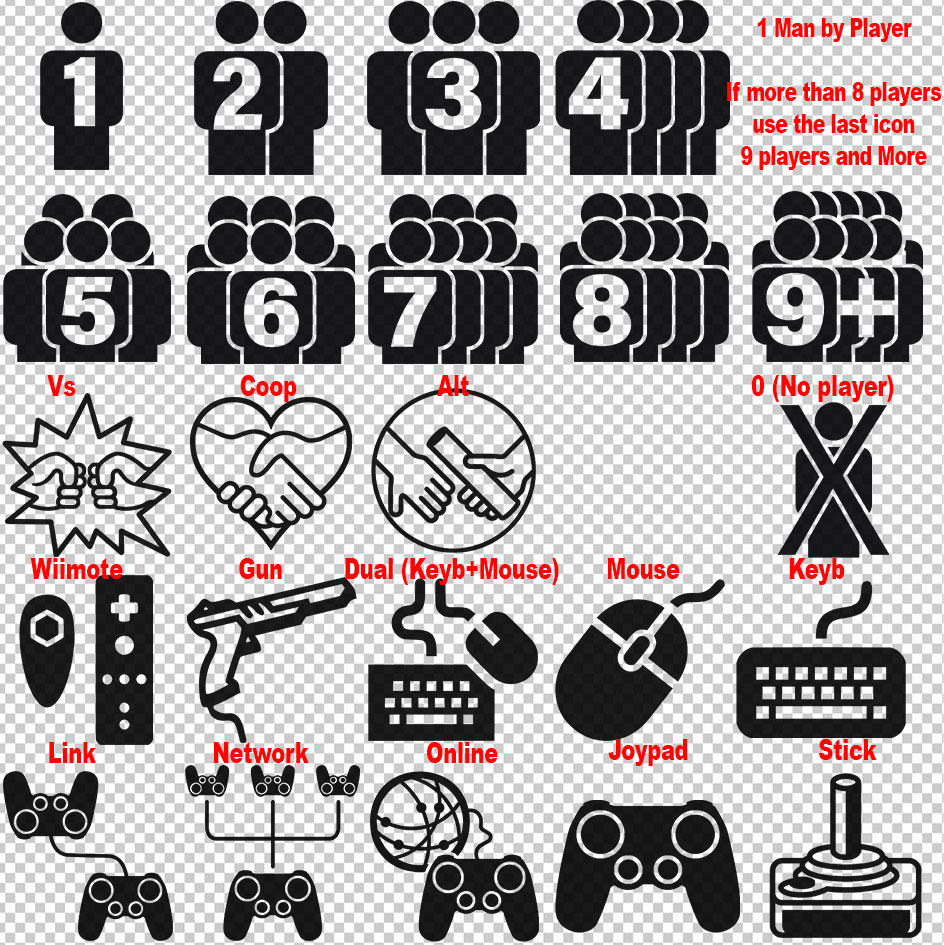 1
2
3
4
1 Man by Player
If more than 8 players
use the last icon
9 players and More
5
6
7
8
9+
Vs
Coop
Alt
0 (No player)
Wiimote
Gun
Dual (Keyb+Mouse)
Mouse
Keyb
Link
Network
Online
Joypad
Stick